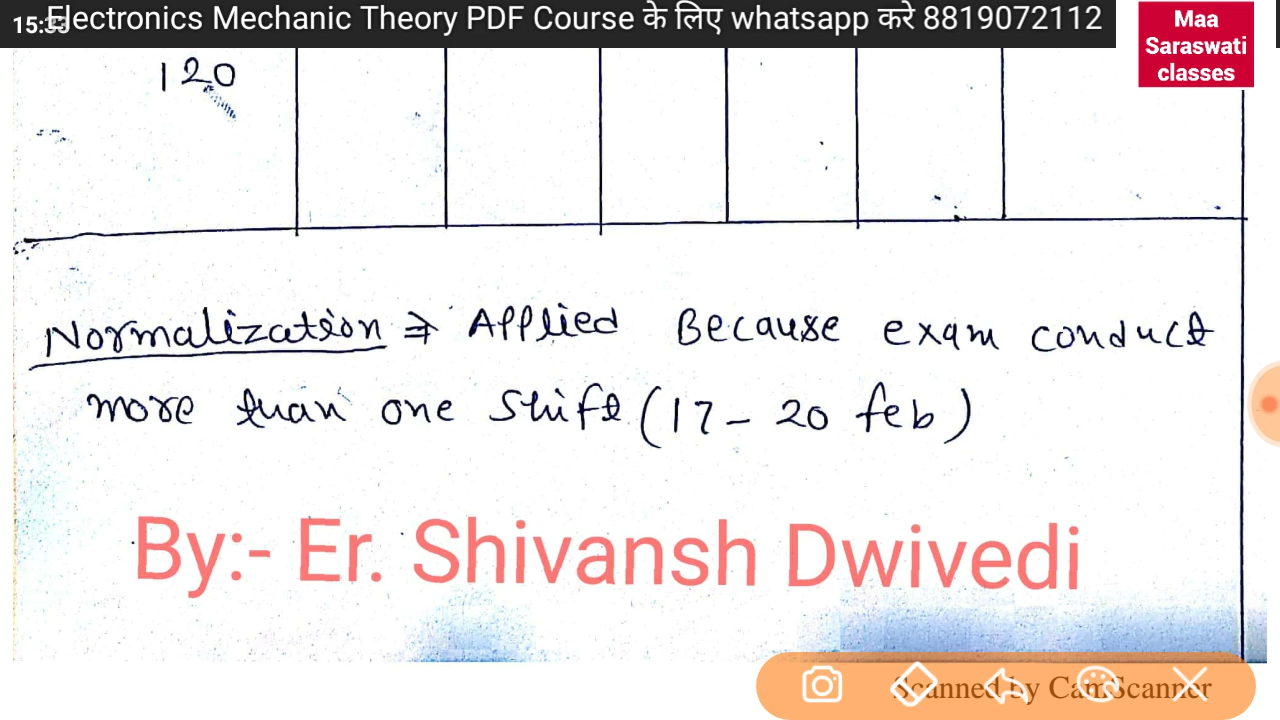 15:33
Electronics Mechanic Theory PDF Course के लिए whatsapp करे 8819072112
Maa
Saraswati
classes
120
Normalization ⇒ Applied Because exam conduct
more than one shift (17 - 20 feb)
By:- Er. Shivansh Dwivedi
Scanned by CamScanner